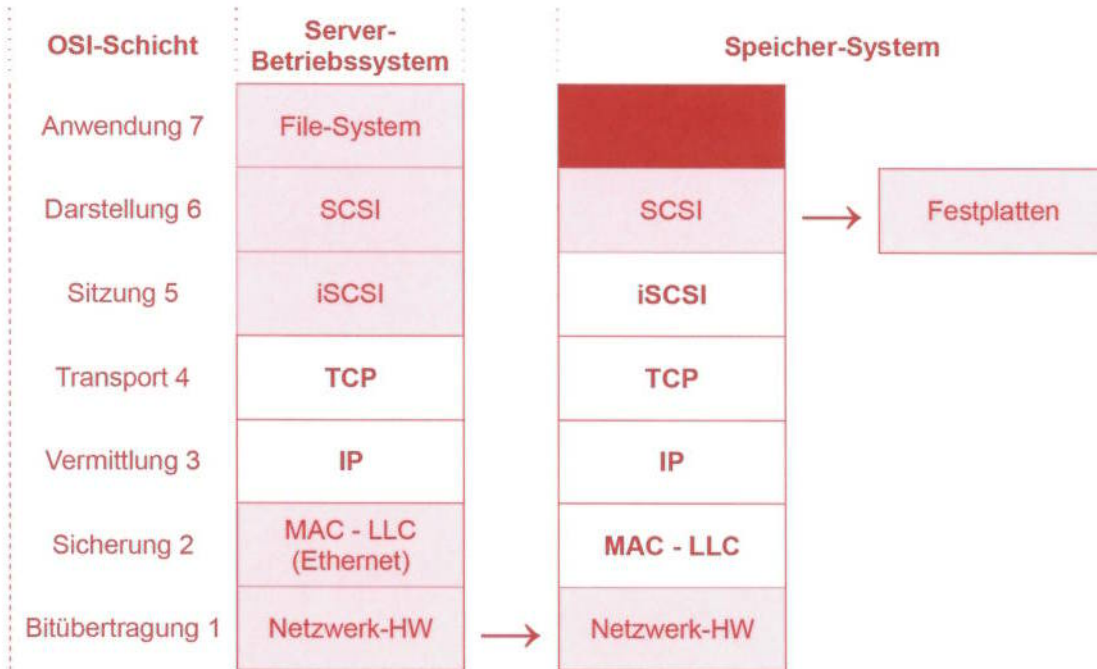 OSI-Schicht
Server-
Betriebssystem
Speicher-System
Anwendung 7
File-System
Darstellung 6
SCSI
SCSI
Festplatten
Sitzung 5
iSCSI
iSCSI
Transport 4
TCP
TCP
Vermittlung 3
IP
IP
Sicherung 2
MAC - LLC
(Ethernet)
MAC - LLC
Bitübertragung 1
Netzwerk-HW
Netzwerk-HW